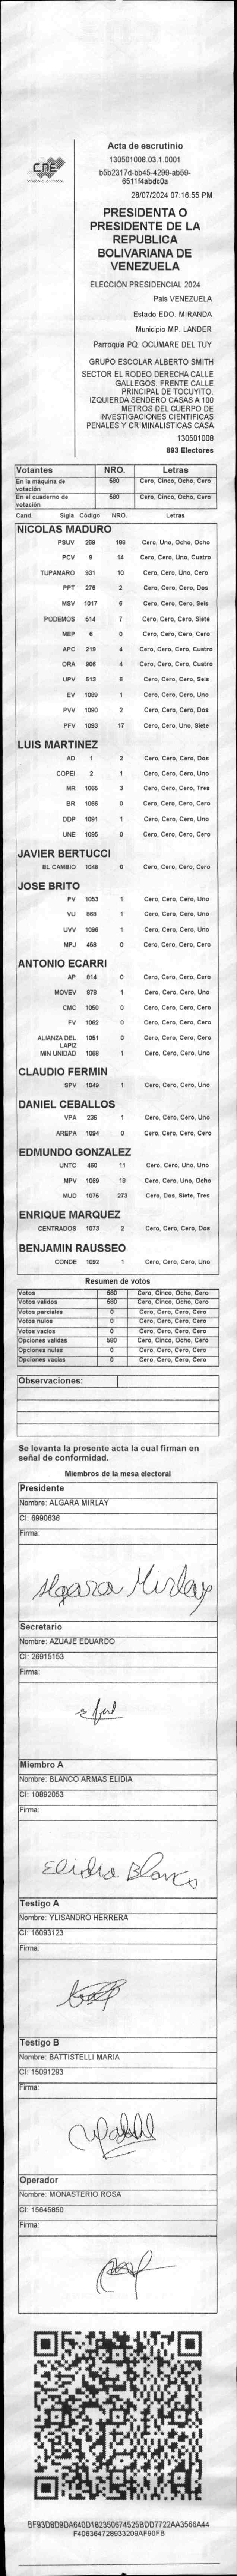 Acta de escrutinio
130501008.03.1.0001
b5b2317d-bb45-4299-ab59-
6511f4abdc0a
28/07/2024 07:16:55 PM
CNE
PRESIDENTA O
PRESIDENTE DE LA
REPUBLICA
BOLIVARIANA DE
VENEZUELA
ELECCIÓN PRESIDENCIAL 2024
País VENEZUELA
Estado EDO. MIRANDA
Municipio MP. LANDER
Parroquia PQ. OCUMARE DEL TUY
GRUPO ESCOLAR ALBERTO SMITH
SECTOR EL RODEO DERECHA CALLE
GALLEGOS. FRENTE CALLE
PRINCIPAL DE TOCUYITO.
IZQUIERDA SENDERO CASAS A 100
METROS DEL CUERPO DE
INVESTIGACIONES CIENTIFICAS
PENALES Y CRIMINALISTICAS CASA
130501008
893 Electores
Votantes NRO. Letras
En la máquina de votación 580 Cero, Cinco, Ocho, Cero
En el cuaderno de votación 580 Cero, Cinco, Ocho, Cero
Cand. Sigla Código NRO. Letras
NICOLAS MADURO
PSUV 269 188 Cero, Uno, Ocho, Ocho
PCV 9 14 Cero, Cero, Uno, Cuatro
TUPAMARO 931 10 Cero, Cero, Uno, Cero
PPT 276 2 Cero, Cero, Cero, Dos
MSV 1017 6 Cero, Cero, Cero, Seis
PODEMOS 514 7 Cero, Cero, Cero, Siete
MEP 6 0 Cero, Cero, Cero, Cero
APC 219 4 Cero, Cero, Cero, Cuatro
ORA 906 4 Cero, Cero, Cero, Cuatro
UPV 513 6 Cero, Cero, Cero, Seis
EV 1089 1 Cero, Cero, Cero, Uno
PVV 1090 2 Cero, Cero, Cero, Dos
PFV 1093 17 Cero, Cero, Uno, Siete
LUIS MARTINEZ
AD 1 2 Cero, Cero, Cero, Dos
COPEI 2 1 Cero, Cero, Cero, Uno
MR 1065 3 Cero, Cero, Cero, Tres
BR 1066 0 Cero, Cero, Cero, Cero
DDP 1091 1 Cero, Cero, Cero, Uno
UNE 1095 0 Cero, Cero, Cero, Cero
JAVIER BERTUCCI
EL CAMBIO 1048 0 Cero, Cero, Cero, Cero
JOSE BRITO
PV 1053 1 Cero, Cero, Cero, Uno
VU 868 1 Cero, Cero, Cero, Uno
UVV 1096 1 Cero, Cero, Cero, Uno
MPJ 458 0 Cero, Cero, Cero, Cero
ANTONIO ECARRI
AP 814 0 Cero, Cero, Cero, Cero
MOVEV 878 1 Cero, Cero, Cero, Uno
CMC 1050 0 Cero, Cero, Cero, Cero
FV 1062 0 Cero, Cero, Cero, Cero
ALIANZA DEL LAPIZ 1051 0 Cero, Cero, Cero, Cero
MIN UNIDAD 1068 1 Cero, Cero, Cero, Uno
CLAUDIO FERMIN
SPV 1049 1 Cero, Cero, Cero, Uno
DANIEL CEBALLOS
VPA 236 1 Cero, Cero, Cero, Uno
AREPA 1094 0 Cero, Cero, Cero, Cero
EDMUNDO GONZALEZ
UNTC 460 11 Cero, Cero, Uno, Uno
MPV 1069 18 Cero, Cero, Uno, Ocho
MUD 1075 273 Cero, Dos, Siete, Tres
ENRIQUE MARQUEZ
CENTRADOS 1073 2 Cero, Cero, Cero, Dos
BENJAMIN RAUSSEO
CONDE 1092 1 Cero, Cero, Cero, Uno
Resumen de votos
Votos 580 Cero, Cinco, Ocho, Cero
Votos validos 580 Cero, Cinco, Ocho, Cero
Votos parciales 0 Cero, Cero, Cero, Cero
Votos nulos 0 Cero, Cero, Cero, Cero
Votos vacios 0 Cero, Cero, Cero, Cero
Opciones validas 580 Cero, Cinco, Ocho, Cero
Opciones nulas 0 Cero, Cero, Cero, Cero
Opciones vacias 0 Cero, Cero, Cero, Cero
Observaciones:
Se levanta la presente acta la cual firman en
señal de conformidad.
Miembros de la mesa electoral
Presidente
Nombre: ALGARA MIRLAY
CI: 6990636
Firma:
Algara Mirlay
Secretario
Nombre: AZUAJE EDUARDO
CI: 26915153
Firma:
Miembro A
Nombre: BLANCO ARMAS ELIDIA
CI: 10892053
Firma:
Elidia Blanco
Testigo A
Nombre: YLISANDRO HERRERA
CI: 16093123
Firma:
Testigo B
Nombre: BATTISTELLI MARIA
CI: 15091293
Firma:
Operador
Nombre: MONASTERIO ROSA
CI: 15645850
Firma:
BF93D8D9DA640D182350674525BDD7722AA3566A44
F406364728933209AF90FB